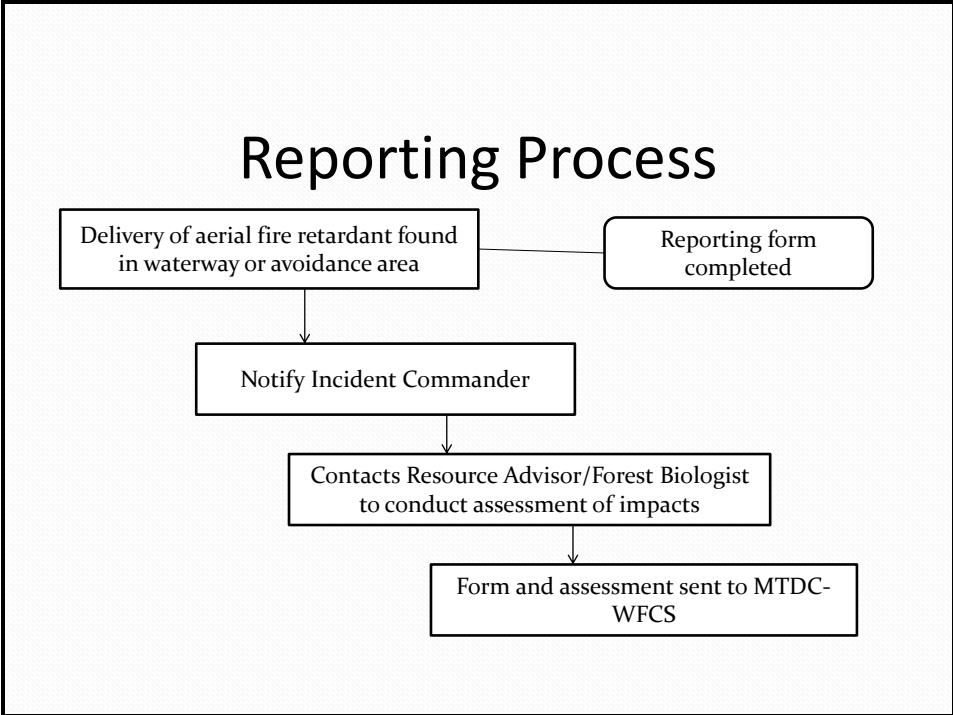 Reporting Process
Delivery of aerial fire retardant found
in waterway or avoidance area
Reporting form
completed
Notify Incident Commander
Contacts Resource Advisor/Forest Biologist
to conduct assessment of impacts
Form and assessment sent to MTDC-
WFCS